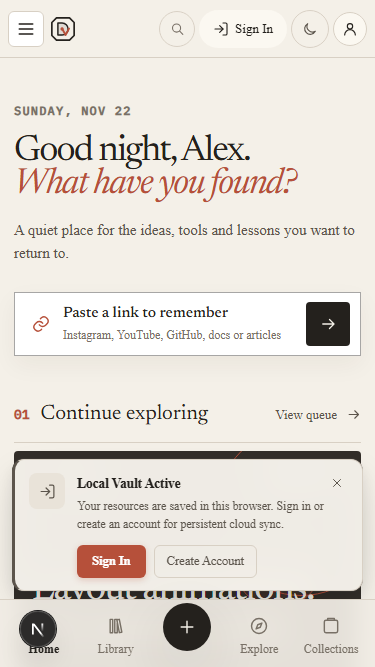 Sign In
SUNDAY, NOV 22
Good night, Alex.
What have you found?
A quiet place for the ideas, tools and lessons you want to
return to.
Paste a link to remember
Instagram, YouTube, GitHub, docs or articles
01 Continue exploring
View queue
Local Vault Active
Your resources are saved in this browser. Sign in or
create an account for persistent cloud sync.
Sign In
Create Account
N
Home
Library
Explore
Collections